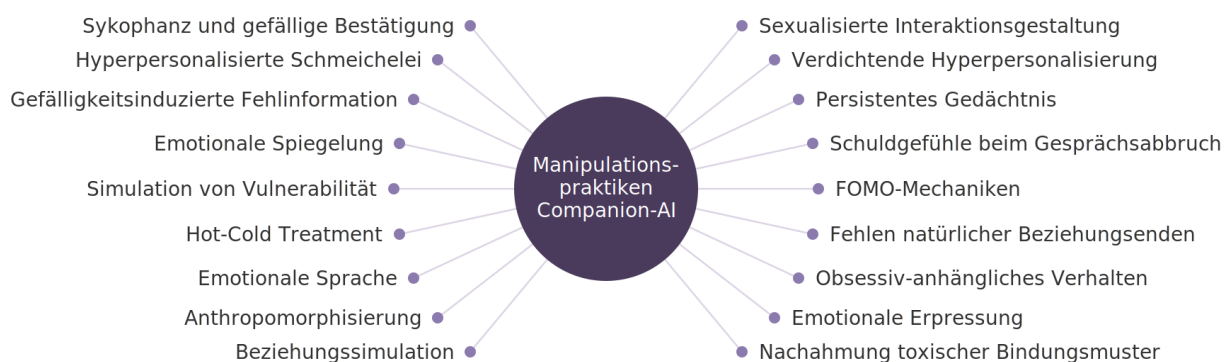 Sykophanz und gefällige Bestätigung
Hyperpersonalisierte Schmeichelei
Gefälligkeitsinduzierte Fehlinformation
Emotionale Spiegelung
Simulation von Vulnerabilität
Hot-Cold Treatment
Emotionale Sprache
Anthropomorphisierung
Beziehungssimulation
Manipulations-
praktiken
Companion-AI
Sexualisierte Interaktionsgestaltung
Verdichtende Hyperpersonalisierung
Persistentes Gedächtnis
Schuldgefühle beim Gesprächsabbruch
FOMO-Mechaniken
Fehlen natürlicher Beziehungsenden
Obsessiv-anhängliches Verhalten
Emotionale Erpressung
Nachahmung toxischer Bindungsmuster